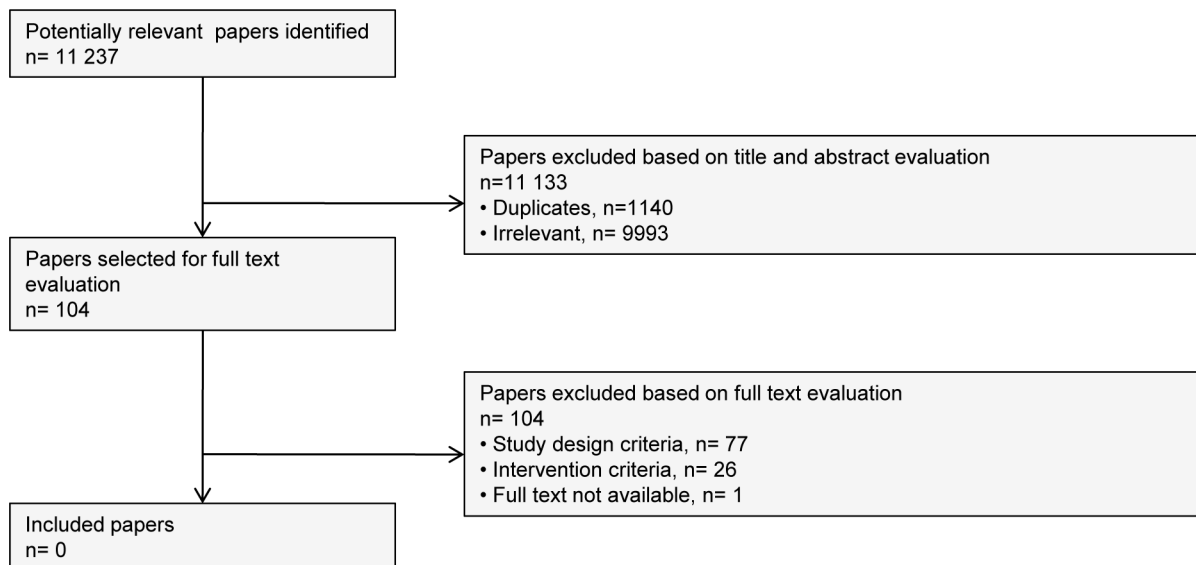 Potentially relevant papers identified
n= 11 237
Papers excluded based on title and abstract evaluation
n=11 133
• Duplicates, n=1140
• Irrelevant, n= 9993
Papers selected for full text
evaluation
n= 104
Papers excluded based on full text evaluation
n= 104
• Study design criteria, n= 77
• Intervention criteria, n= 26
• Full text not available, n= 1
Included papers
n= 0